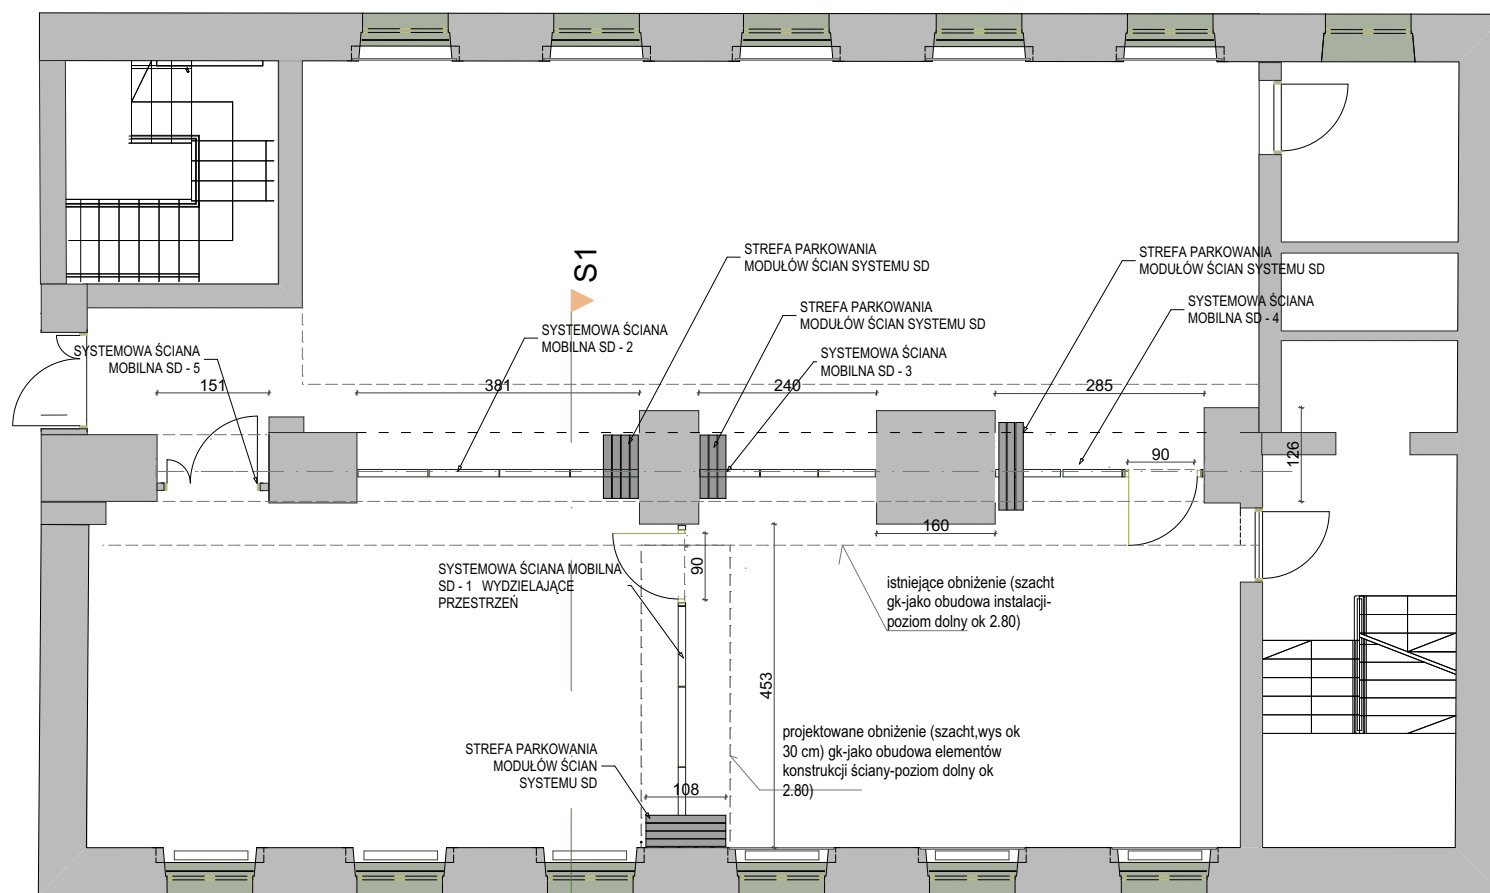 S1
STREFA PARKOWANIA
MODUŁÓW ŚCIAN SYSTEMU SD
STREFA PARKOWANIA
MODUŁÓW ŚCIAN SYSTEMU SD
STREFA PARKOWANIA
MODUŁÓW ŚCIAN SYSTEMU SD
SYSTEMOWA ŚCIANA
MOBILNA SD - 4
SYSTEMOWA ŚCIANA
MOBILNA SD - 2
SYSTEMOWA ŚCIANA
MOBILNA SD - 3
SYSTEMOWA ŚCIANA
MOBILNA SD - 5
151
381
240
285
126
90
160
90
SYSTEMOWA ŚCIANA MOBILNA
SD - 1 WYDZIELAJĄCE
PRZESTRZEŃ
istniejące obniżenie (szacht
gk-jako obudowa instalacji-
poziom dolny ok 2.80)
453
projektowane obniżenie (szacht,wys ok
30 cm) gk-jako obudowa elementów
konstrukcji ściany-poziom dolny ok
2.80)
STREFA PARKOWANIA
MODUŁÓW ŚCIAN
SYSTEMU SD
108